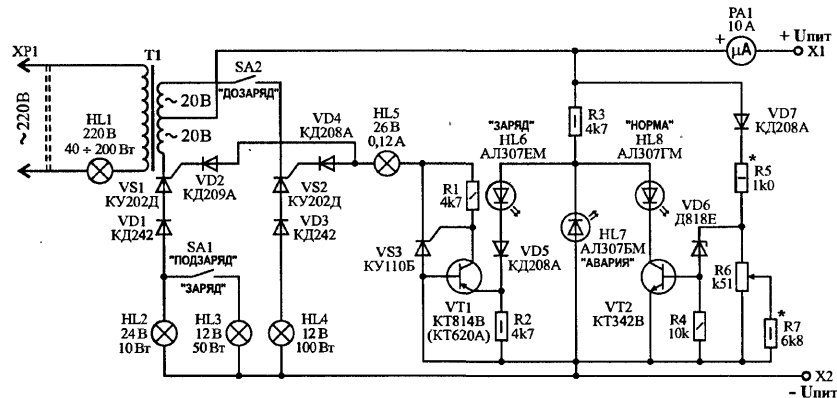 PA1
10 А
+
μA
+ Uпит
X1
XP1
T1
SA2
"ДОЗАРЯД"
~ 20В
~ 20В
~220В
HL1
220 В
40 ÷ 200 Вт
VD4
КД208А
HL5
26 В
0,12 А
"ЗАРЯД"
HL6
АЛ307ЕМ
R3
4k7
"НОРМА"
HL8
АЛ307ГМ
VD7
КД208А
VS1
КУ202Д
VD2
КД209А
VS2
КУ202Д
R1
4k7
*
R5
1k0
VD1
КД242
VD3
КД242
VS3
КУ110Б
VD5
КД208А
HL7
АЛ307БМ
"АВАРИЯ"
VD6
Д818Е
SA1
"ПОДЗАРЯД"
"ЗАРЯД"
R6
k51
HL2
24 В
10 Вт
HL3
12 В
50 Вт
HL4
12 В
100 Вт
VT1
КТ814В
(КТ620А)
R2
4k7
VT2
КТ342В
R4
10k
*
R7
6k8
X2
- Uпит